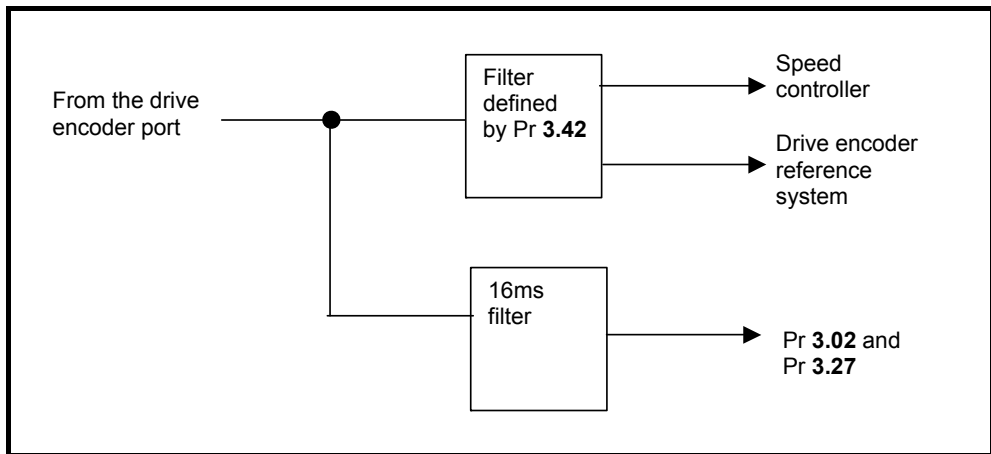 From the drive
encoder port
Filter
defined
by Pr 3.42
Speed
controller
Drive encoder
reference
system
16ms
filter
Pr 3.02 and
Pr 3.27